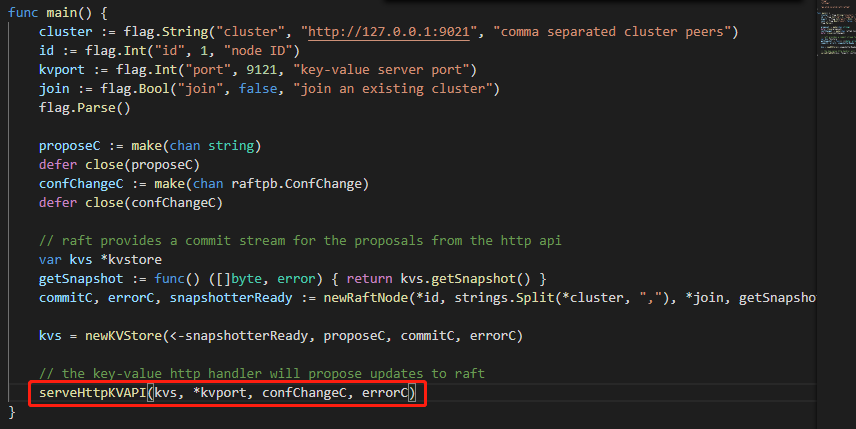 func main() {
    cluster := flag.String("cluster", "http://127.0.0.1:9021", "comma separated cluster peers")
    id := flag.Int("id", 1, "node ID")
    kvport := flag.Int("port", 9121, "key-value server port")
    join := flag.Bool("join", false, "join an existing cluster")
    flag.Parse()

    proposeC := make(chan string)
    defer close(proposeC)
    confChangeC := make(chan raftpb.ConfChange)
    defer close(confChangeC)

    // raft provides a commit stream for the proposals from the http api
    var kvs *kvstore
    getSnapshot := func() ([]byte, error) { return kvs.getSnapshot() }
    commitC, errorC, snapshotterReady := newRaftNode(*id, strings.Split(*cluster, ","), *join, getSnapsho

    kvs = newKVStore(<-snapshotterReady, proposeC, commitC, errorC)

    // the key-value http handler will propose updates to raft
    serveHttpKVAPI(kvs, *kvport, confChangeC, errorC)
}